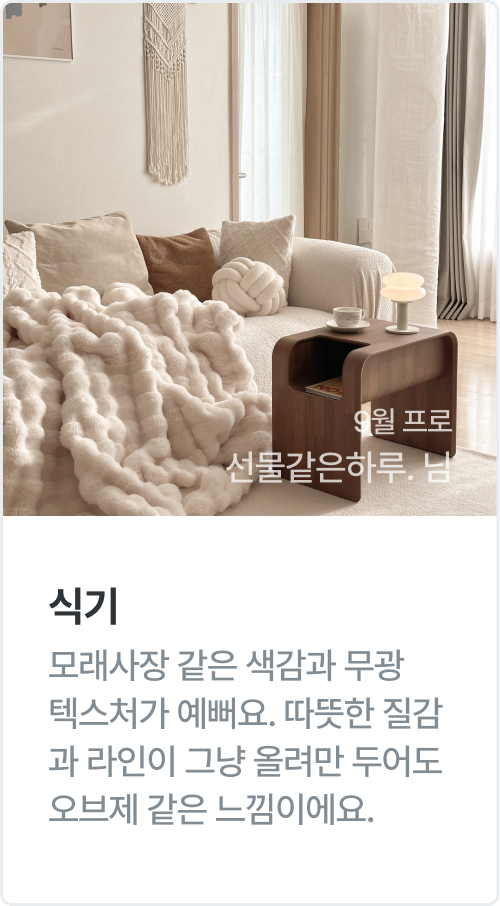 9월 프로
선물같은하루. 님
식기
모래사장 같은 색감과 무광
텍스처가 예뻐요. 따뜻한 질감
과 라인이 그냥 올려만 두어도
오브제 같은 느낌이에요.